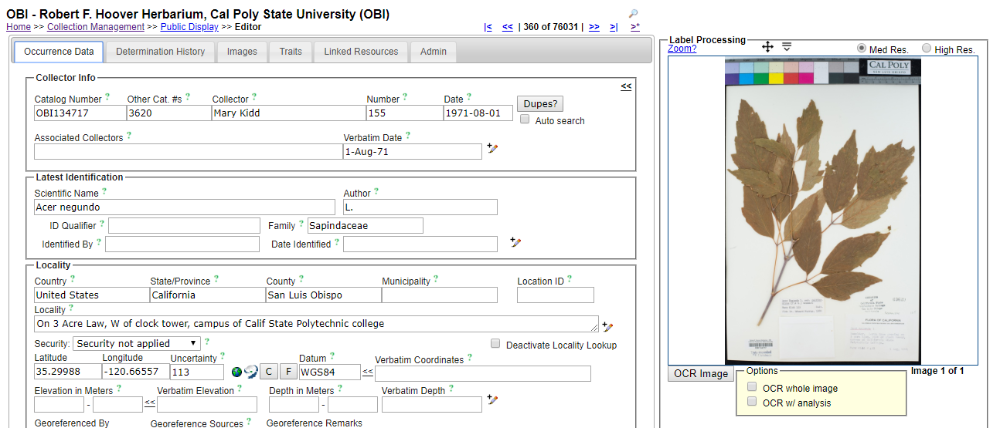 OBI - Robert F. Hoover Herbarium, Cal Poly State University (OBI)
Home >> Collection Management >> Public Display >> Editor
|< << | 360 of 76031 | >> >| >*
Occurrence Data Determination History Images Traits Linked Resources Admin
Collector Info
<<
Catalog Number ? Other Cat. #s ? Collector ? Number ? Date ?
OBI134717 3620 Mary Kidd 155 1971-08-01 Dupes?
Auto search
Associated Collectors ? Verbatim Date ?
1-Aug-71
Latest Identification
Scientific Name ? Author ?
Acer negundo L.
ID Qualifier ? Family ? Sapindaceae
Identified By ? Date Identified ?
Locality
Country ? State/Province ? County ? Municipality ? Location ID ?
United States California San Luis Obispo
Locality ?
On 3 Acre Law, W of clock tower, campus of Calif State Polytechnic college
Security: Security not applied ? Deactivate Locality Lookup
Latitude Longitude Uncertainty ? Datum ? Verbatim Coordinates ?
35.29988 -120.66557 113 C F WGS84 <<
Elevation in Meters ? Verbatim Elevation ? Depth in Meters ? Verbatim Depth ?
- << -
Georeferenced By Georeference Sources ? Georeference Remarks
Label Processing
Zoom? Med Res. High Res.
CAL POLY
SAN LUIS OBISPO
FLORA OF CALIFORNIA
OCR Image
Options
OCR whole image
OCR w/ analysis
Image 1 of 1